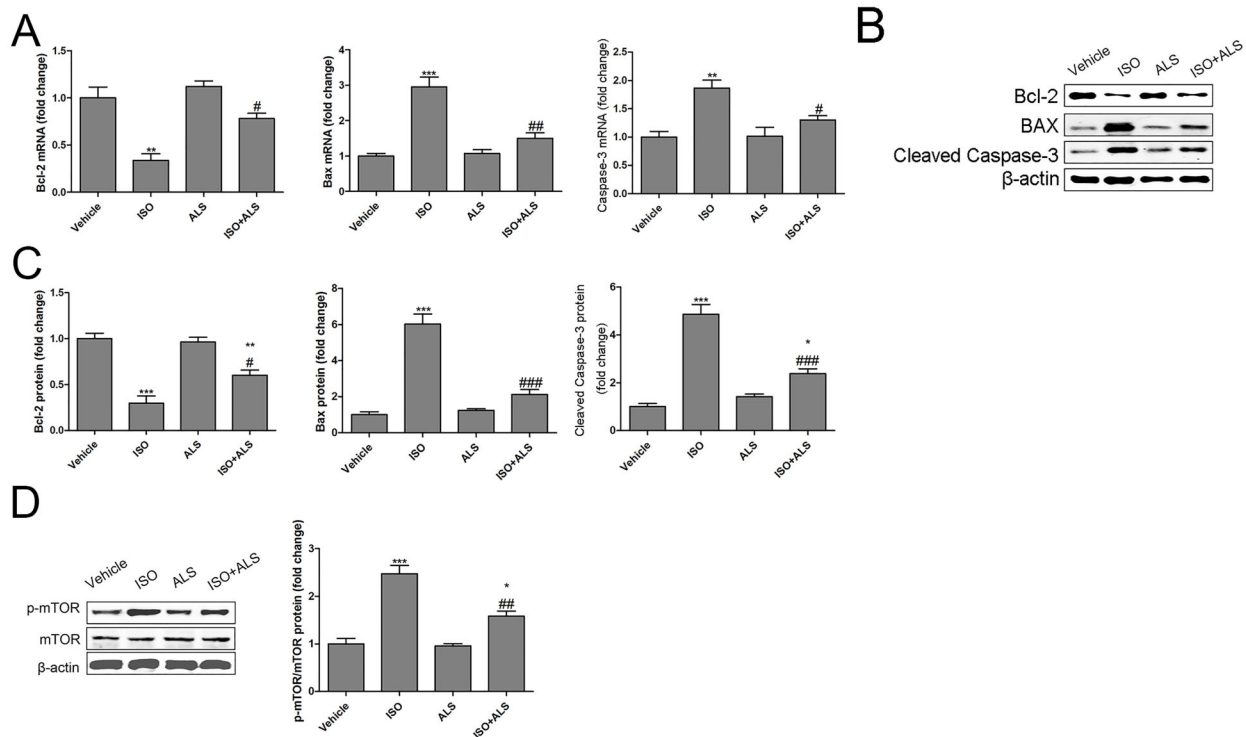 A
Bcl-2 mRNA (fold change)
1.5
1.0
0.5
0.0
**
#
Vehicle
ISO
ALS
ISO+ALS
Bax mRNA (fold change)
4
3
2
1
0
***
##
Vehicle
ISO
ALS
ISO+ALS
Caspase-3 mRNA (fold change)
2.5
2.0
1.5
1.0
0.5
0.0
**
#
Vehicle
ISO
ALS
ISO+ALS
B
Vehicle ISO ALS ISO+ALS
Bcl-2
BAX
Cleaved Caspase-3
β-actin
C
Bcl-2 protein (fold change)
1.5
1.0
0.5
0.0
***
**
#
Vehicle
ISO
ALS
ISO+ALS
Bax protein (fold change)
8
6
4
2
0
***
###
Vehicle
ISO
ALS
ISO+ALS
Cleaved Caspase-3 protein
(fold change)
6
4
2
0
***
*
###
Vehicle
ISO
ALS
ISO+ALS
D
Vehicle ISO ALS ISO+ALS
p-mTOR
mTOR
β-actin
p-mTOR/mTOR protein (fold change)
3
2
1
0
***
*
##
Vehicle
ISO
ALS
ISO+ALS